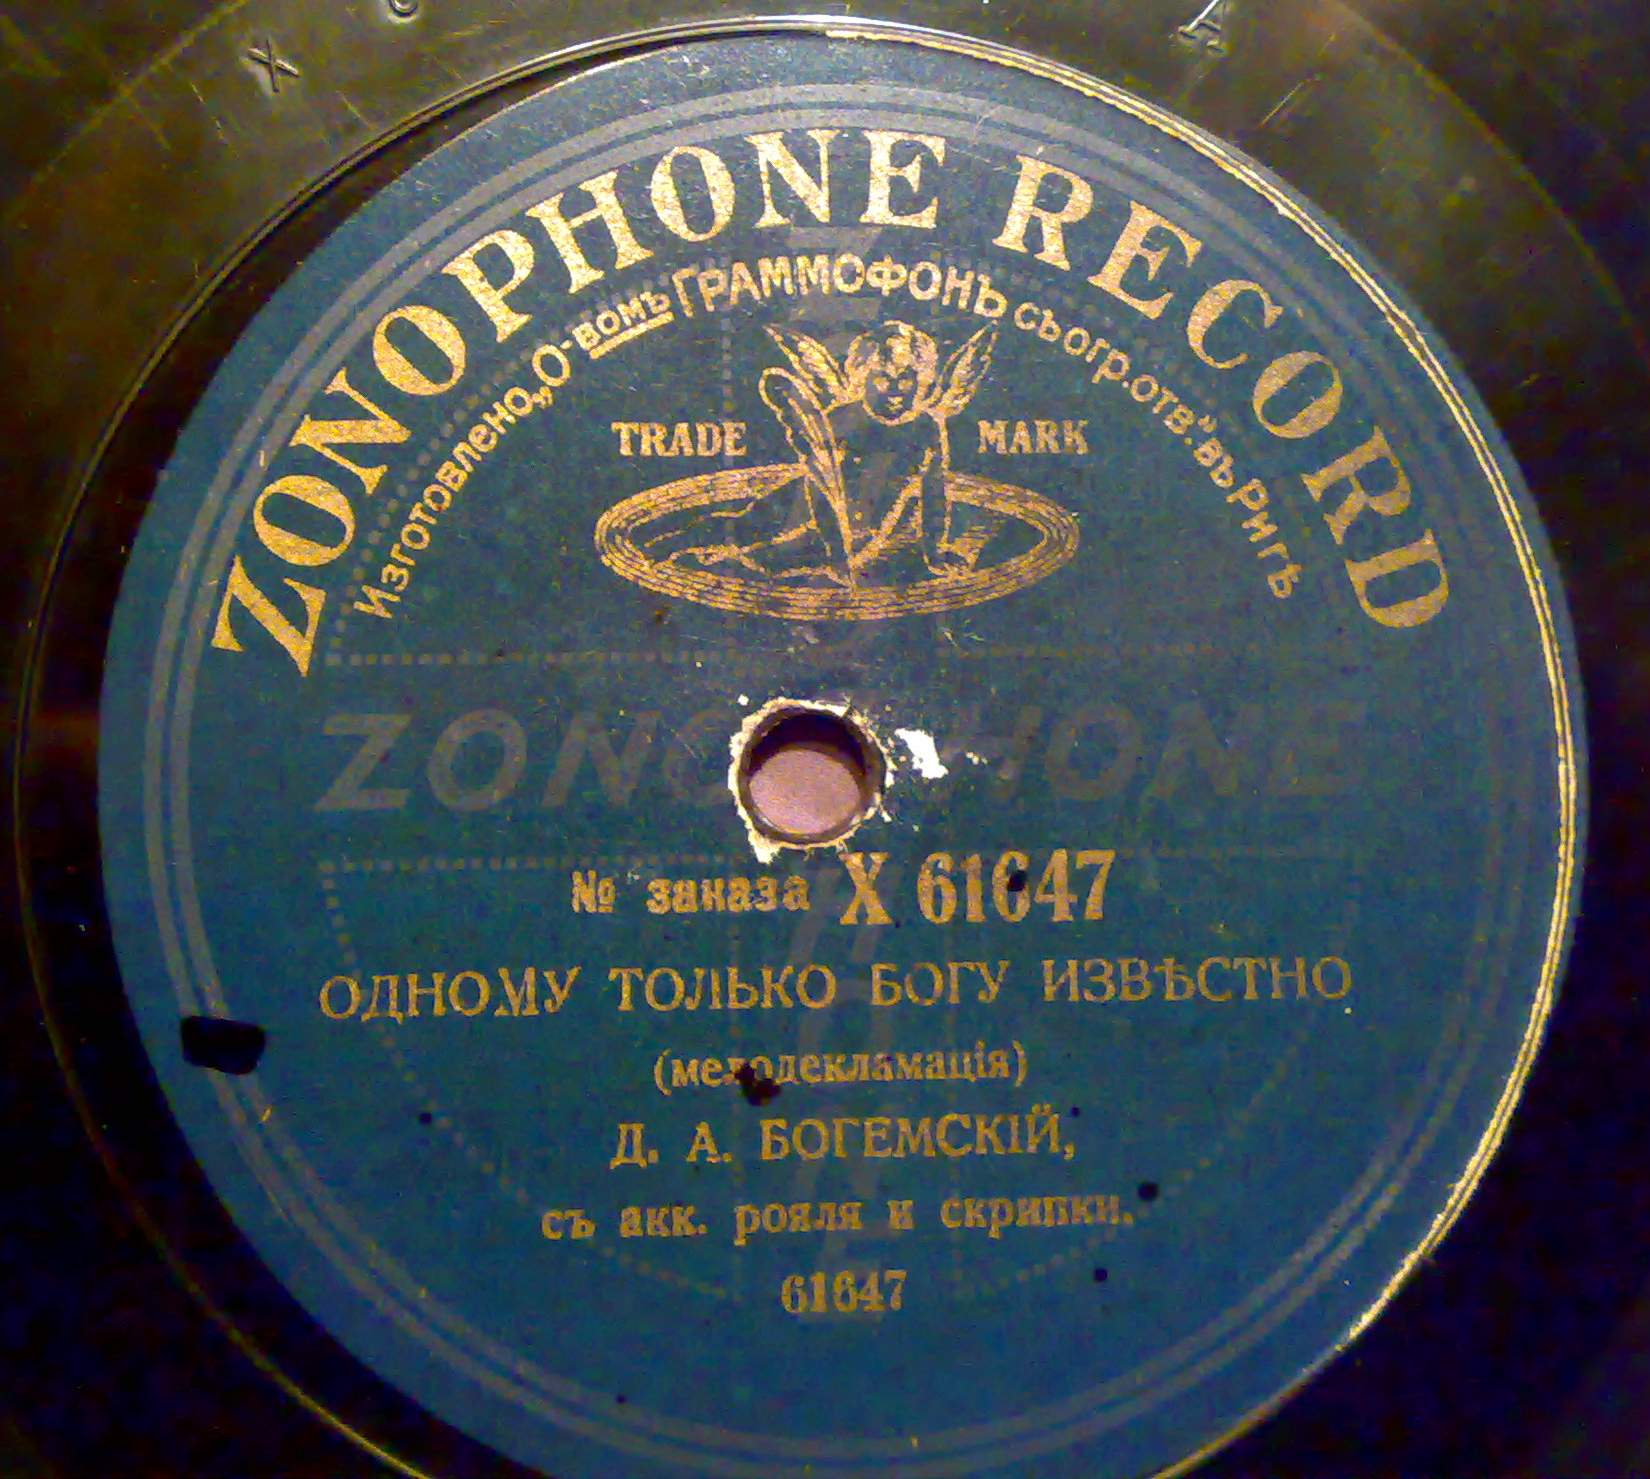 ZONOPHONE RECORD
Изготовлено „О-вомъ ГРАММОФОНЪ съ огр. отв.“ въ Ригѣ
TRADE MARK
ZONOPHONE
№ заказа X 61647
ОДНОМУ ТОЛЬКО БОГУ ИЗВѢСТНО
(мелодекламація)
Д. А. БОГЕМСКІЙ,
съ акк. рояля и скрипки.
61647